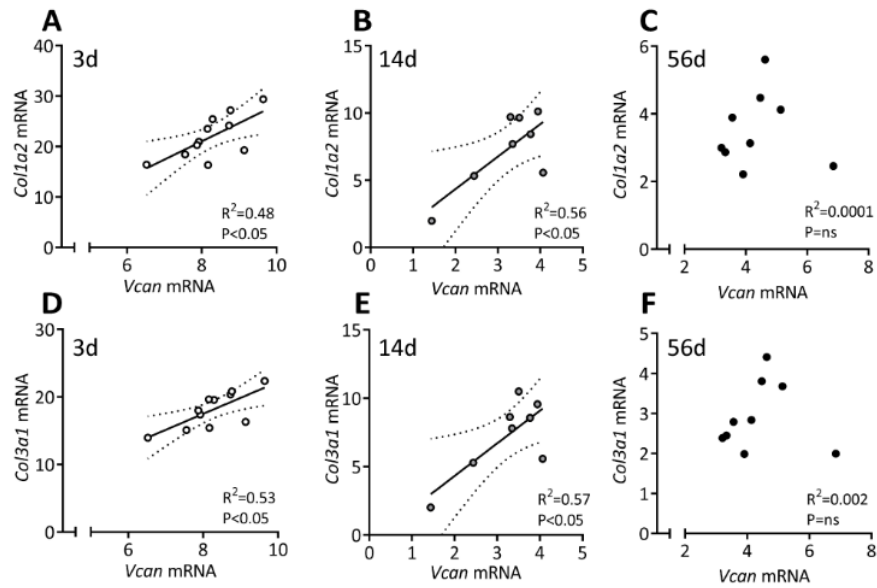 A
3d
Col1a2 mRNA
40
30
20
10
0
6
8
10
Vcan mRNA
R²=0.48
P<0.05
B
14d
Col1a2 mRNA
15
10
5
0
0
1
2
3
4
5
Vcan mRNA
R²=0.56
P<0.05
C
56d
Col1a2 mRNA
6
4
2
0
2
4
6
8
Vcan mRNA
R²=0.0001
P=ns
D
3d
Col3a1 mRNA
30
20
10
0
6
8
10
Vcan mRNA
R²=0.53
P<0.05
E
14d
Col3a1 mRNA
15
10
5
0
0
1
2
3
4
5
Vcan mRNA
R²=0.57
P<0.05
F
56d
Col3a1 mRNA
5
4
3
2
1
0
2
4
6
8
Vcan mRNA
R²=0.002
P=ns